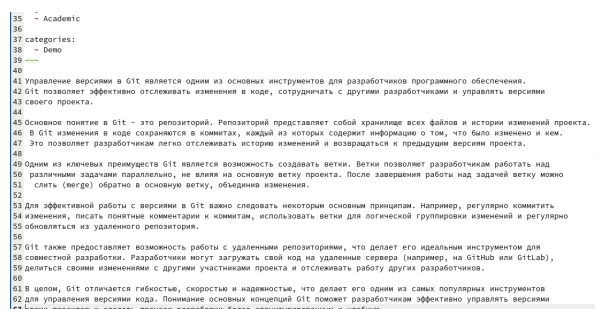 35 - Academic
36
37 categories:
38 - Demo
39 ---
40
41 Управление версиями в Git является одним из основных инструментов для разработчиков программного обеспечения.
42 Git позволяет эффективно отслеживать изменения в коде, сотрудничать с другими разработчиками и управлять версиями
43 своего проекта.
44
45 Основное понятие в Git - это репозиторий. Репозиторий представляет собой хранилище всех файлов и истории изменений проекта.
46 В Git изменения в коде сохраняются в коммитах, каждый из которых содержит информацию о том, что было изменено и кем.
47 Это позволяет разработчикам легко отслеживать историю изменений и возвращаться к предыдущим версиям проекта.
48
49 Одним из ключевых преимуществ Git является возможность создавать ветки. Ветки позволяют разработчикам работать над
50 различными задачами параллельно, не влияя на основную ветку проекта. После завершения работы над задачей ветку можно
51 слить (merge) обратно в основную ветку, объединив изменения.
52
53 Для эффективной работы с версиями в Git важно следовать некоторым основным принципам. Например, регулярно коммитить
54 изменения, писать понятные комментарии к коммитам, использовать ветки для логической группировки изменений и регулярно
55 обновляться из удаленного репозитория.
56
57 Git также предоставляет возможность работы с удаленными репозиториями, что делает его идеальным инструментом для
58 совместной разработки. Разработчики могут загружать свой код на удаленные сервера (например, на GitHub или GitLab),
59 делиться своими изменениями с другими участниками проекта и отслеживать работу других разработчиков.
60
61 В целом, Git отличается гибкостью, скоростью и надежностью, что делает его одним из самых популярных инструментов
62 для управления версиями кода. Понимание основных концепций Git поможет разработчикам эффективно управлять версиями